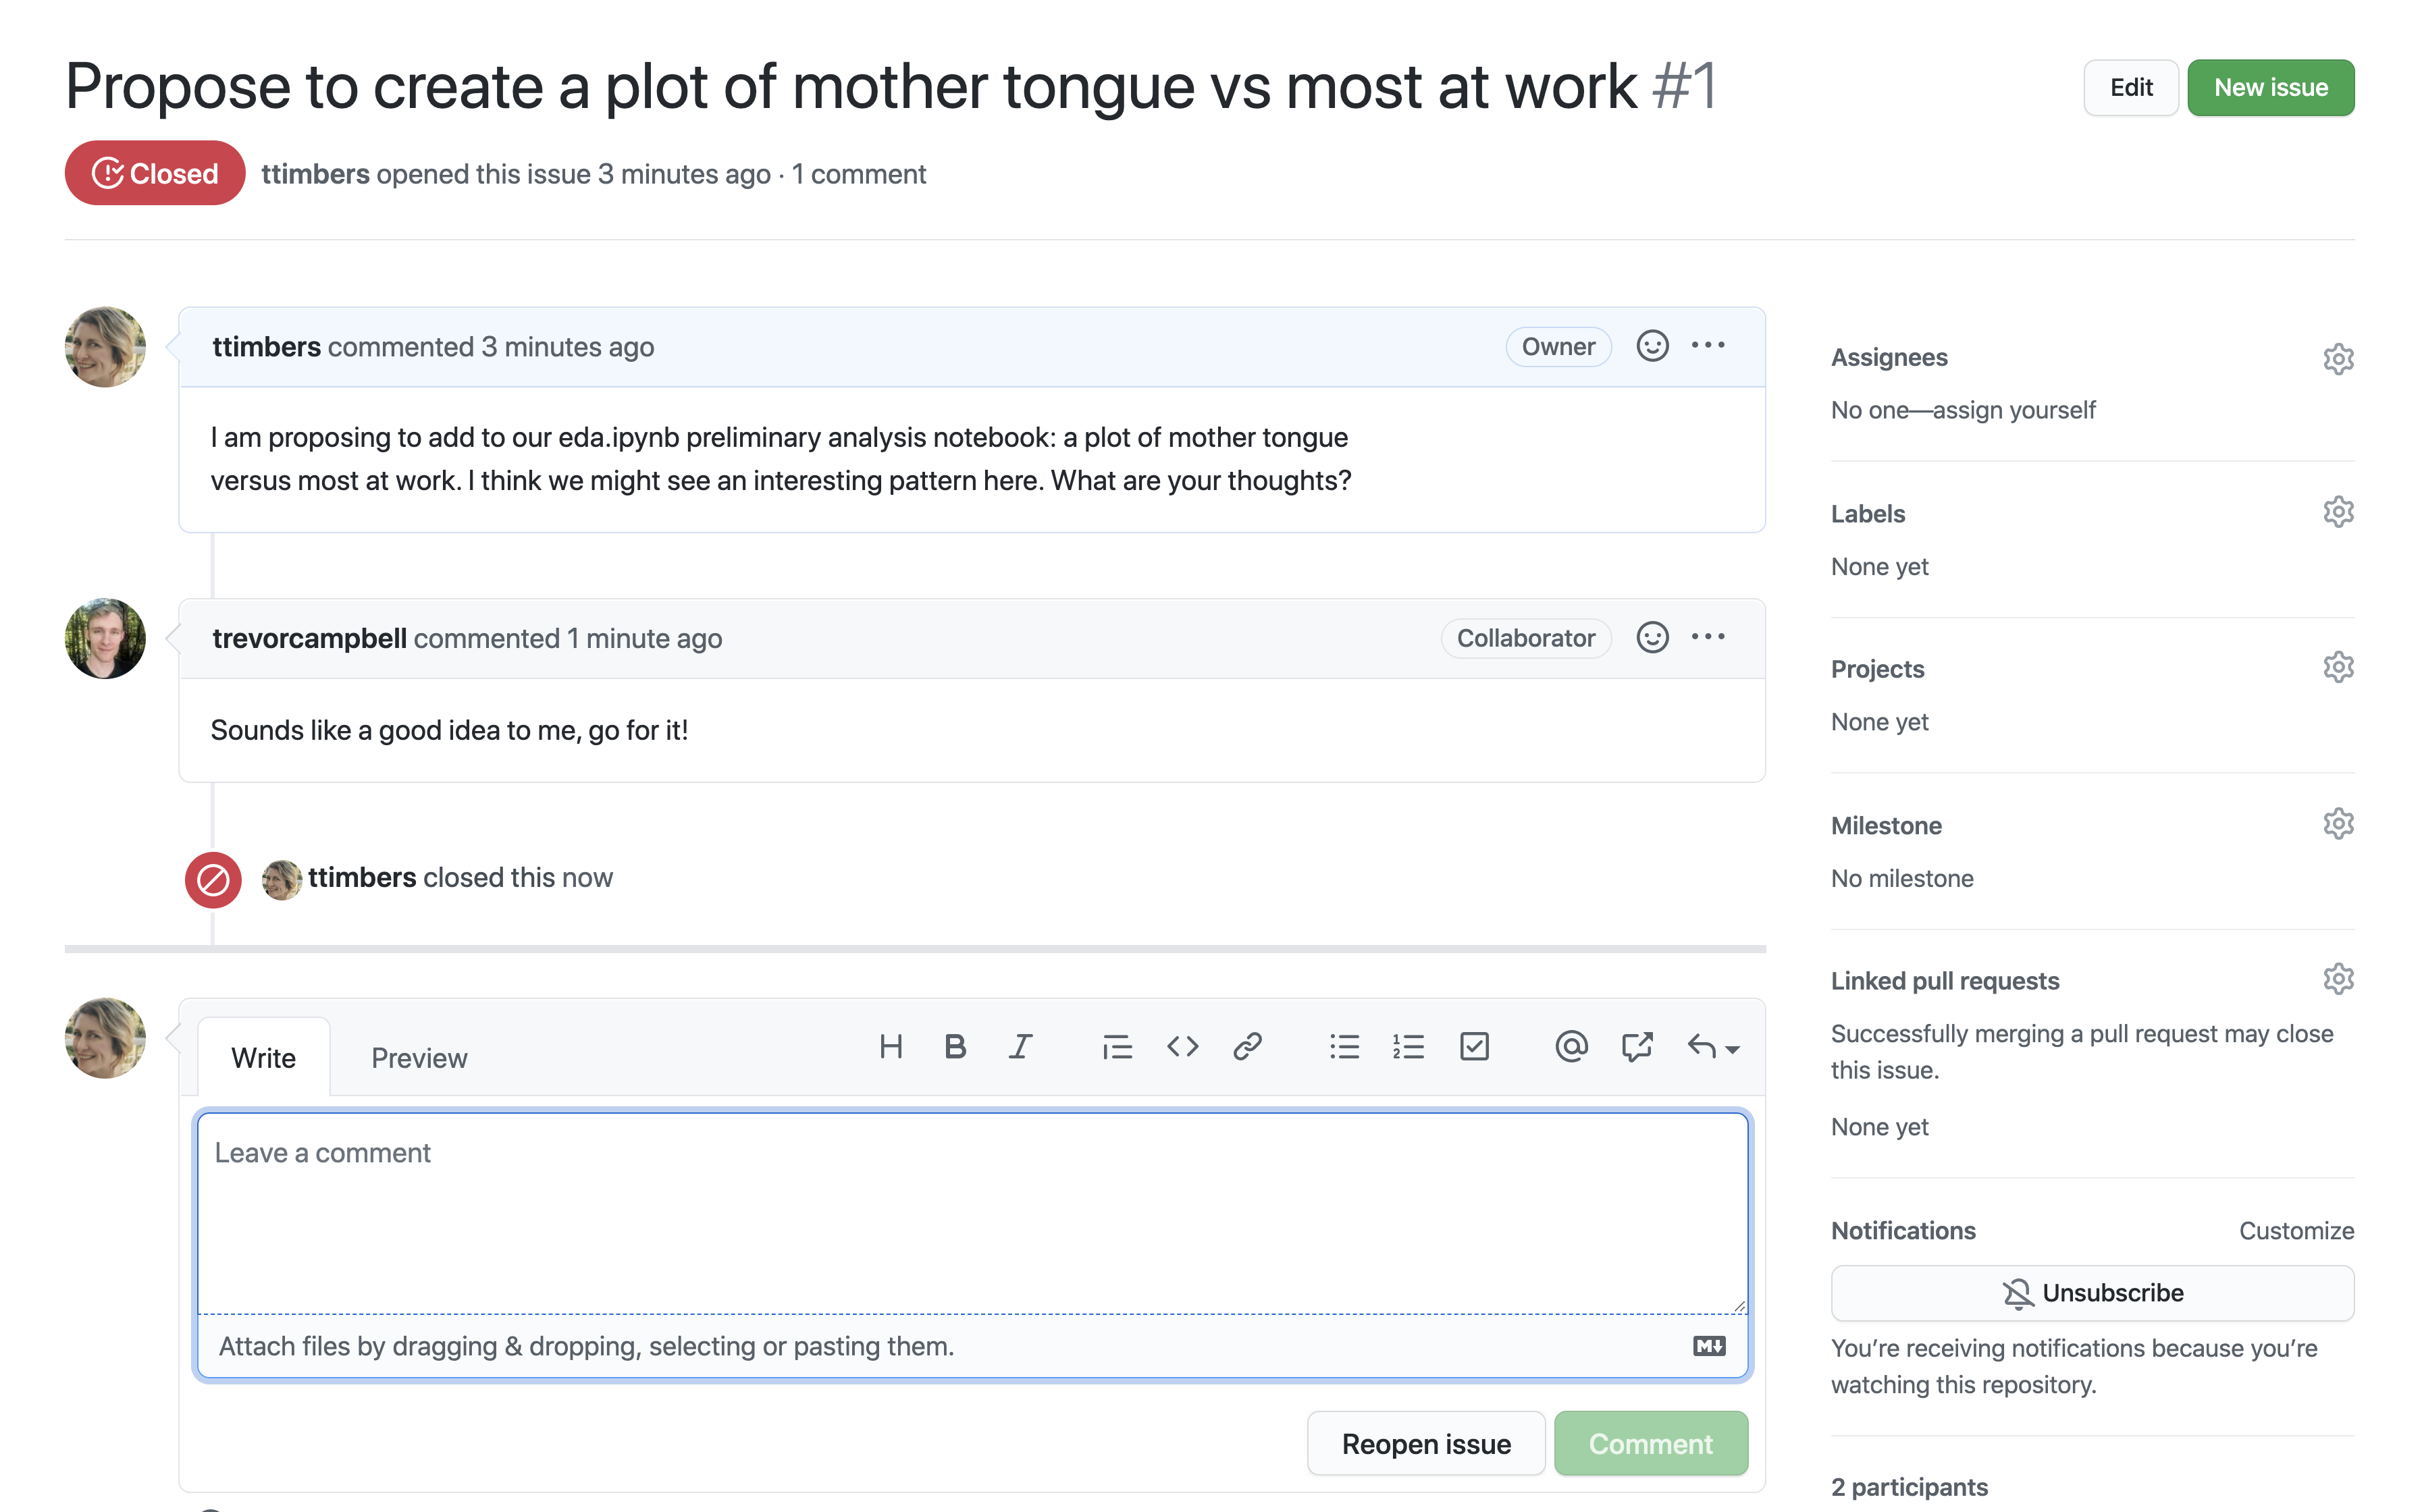 Propose to create a plot of mother tongue vs most at work #1
Edit
New issue
Closed
ttimbers opened this issue 3 minutes ago · 1 comment
ttimbers commented 3 minutes ago
Owner
I am proposing to add to our eda.ipynb preliminary analysis notebook: a plot of mother tongue
versus most at work. I think we might see an interesting pattern here. What are your thoughts?
trevorcampbell commented 1 minute ago
Collaborator
Sounds like a good idea to me, go for it!
ttimbers closed this now
Write
Preview
Leave a comment
Attach files by dragging & dropping, selecting or pasting them.
Reopen issue
Comment
Assignees
No one—assign yourself
Labels
None yet
Projects
None yet
Milestone
No milestone
Linked pull requests
Successfully merging a pull request may close
this issue.
None yet
Notifications
Customize
Unsubscribe
You’re receiving notifications because you’re
watching this repository.
2 participants